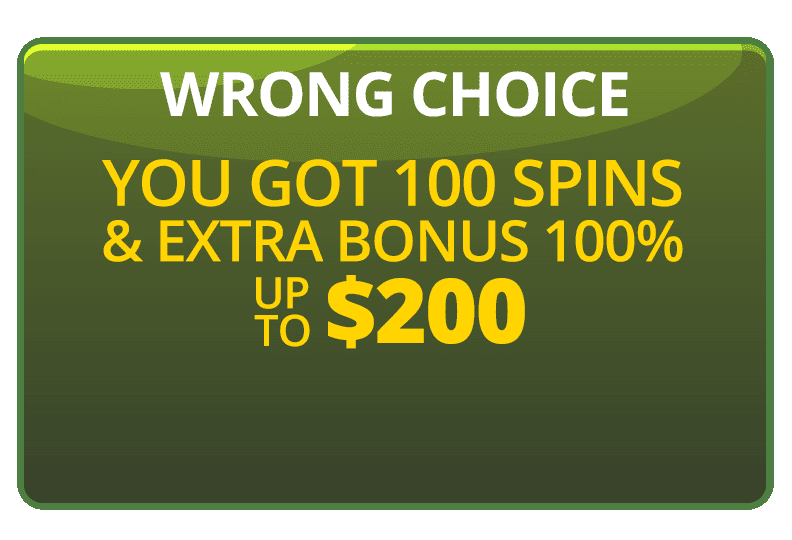 WRONG CHOICE
YOU GOT 100 SPINS
& EXTRA BONUS 100%
UP
TO $200